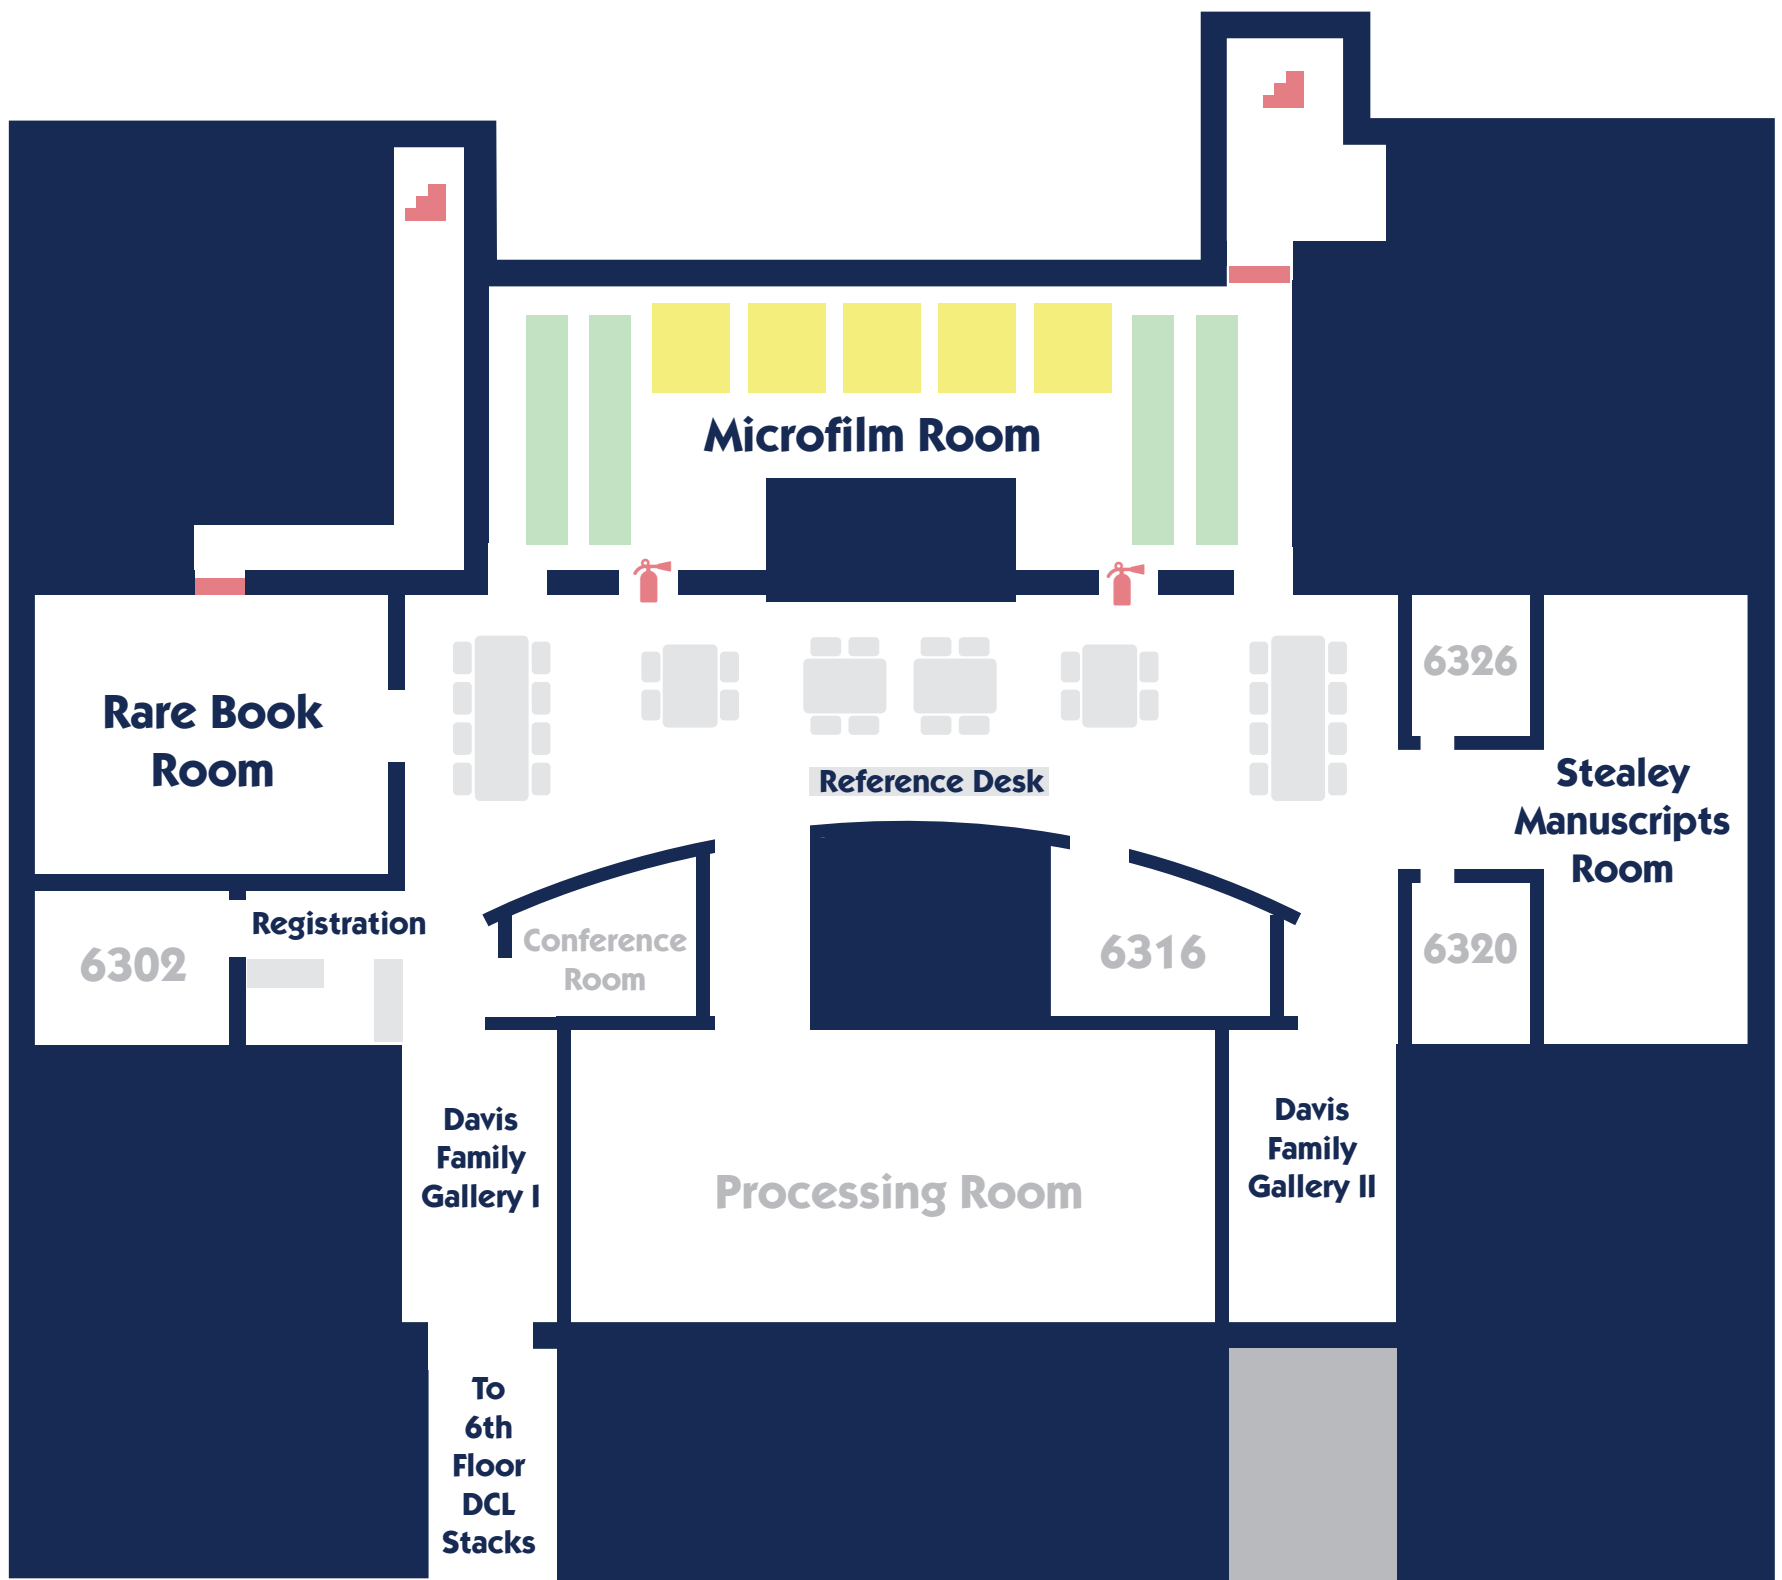 Microfilm Room
6326
Rare Book
Room
Stealey
Manuscripts
Room
Reference Desk
Registration
6302
Conference
Room
6316
6320
Davis
Family
Gallery I
Processing Room
Davis
Family
Gallery II
To
6th
Floor
DCL
Stacks